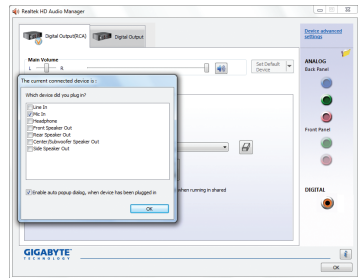 Realtek HD Audio Manager
Digital Output(RCA)
Digital Output
Device advanced
settings
Main Volume
L
R
Set Default
Device
ANALOG
Back Panel
The current connected device is :
Which device did you plug in?
Line In
Mic In
Headphone
Front Speaker Out
Rear Speaker Out
Center/Subwoofer Speaker Out
Side Speaker Out
Front Panel
Enable auto popup dialog, when device has been plugged in
when running in shared
DIGITAL
OK
GIGABYTE
TECHNOLOGY
OK